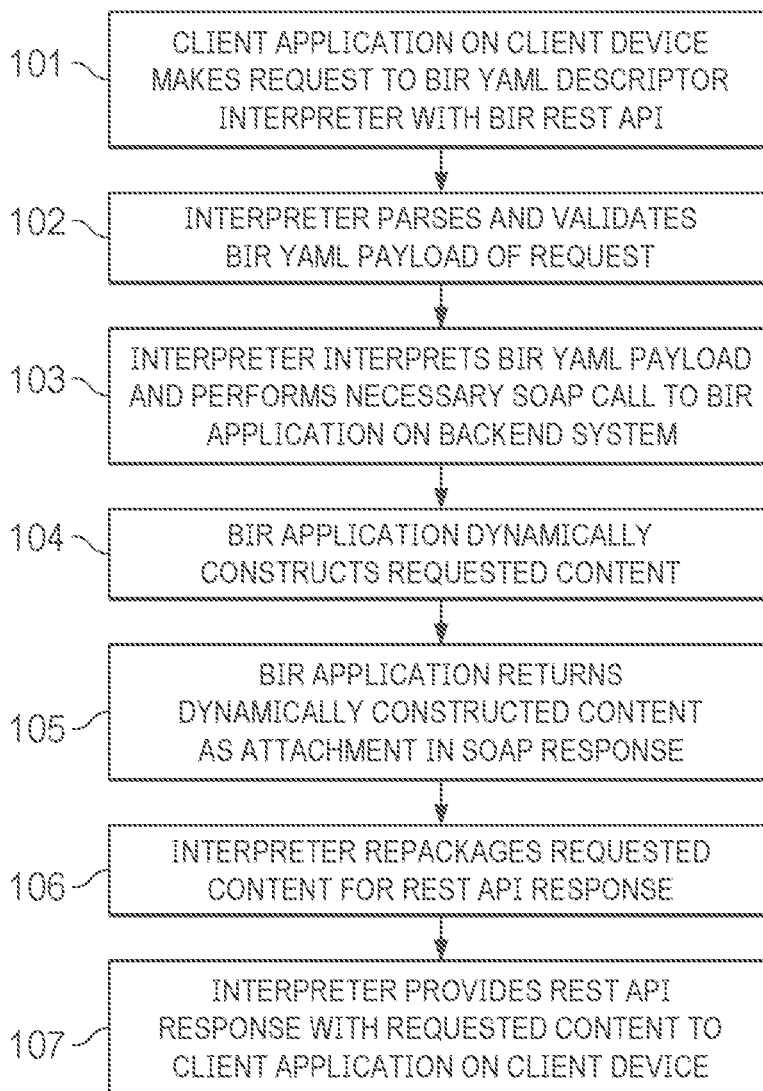 101
CLIENT APPLICATION ON CLIENT DEVICE
MAKES REQUEST TO BIR YAML DESCRIPTOR
INTERPRETER WITH BIR REST API
102
INTERPRETER PARSES AND VALIDATES
BIR YAML PAYLOAD OF REQUEST
103
INTERPRETER INTERPRETS BIR YAML PAYLOAD
AND PERFORMS NECESSARY SOAP CALL TO BIR
APPLICATION ON BACKEND SYSTEM
104
BIR APPLICATION DYNAMICALLY
CONSTRUCTS REQUESTED CONTENT
105
BIR APPLICATION RETURNS
DYNAMICALLY CONSTRUCTED CONTENT
AS ATTACHMENT IN SOAP RESPONSE
106
INTERPRETER REPACKAGES REQUESTED
CONTENT FOR REST API RESPONSE
107
INTERPRETER PROVIDES REST API
RESPONSE WITH REQUESTED CONTENT TO
CLIENT APPLICATION ON CLIENT DEVICE